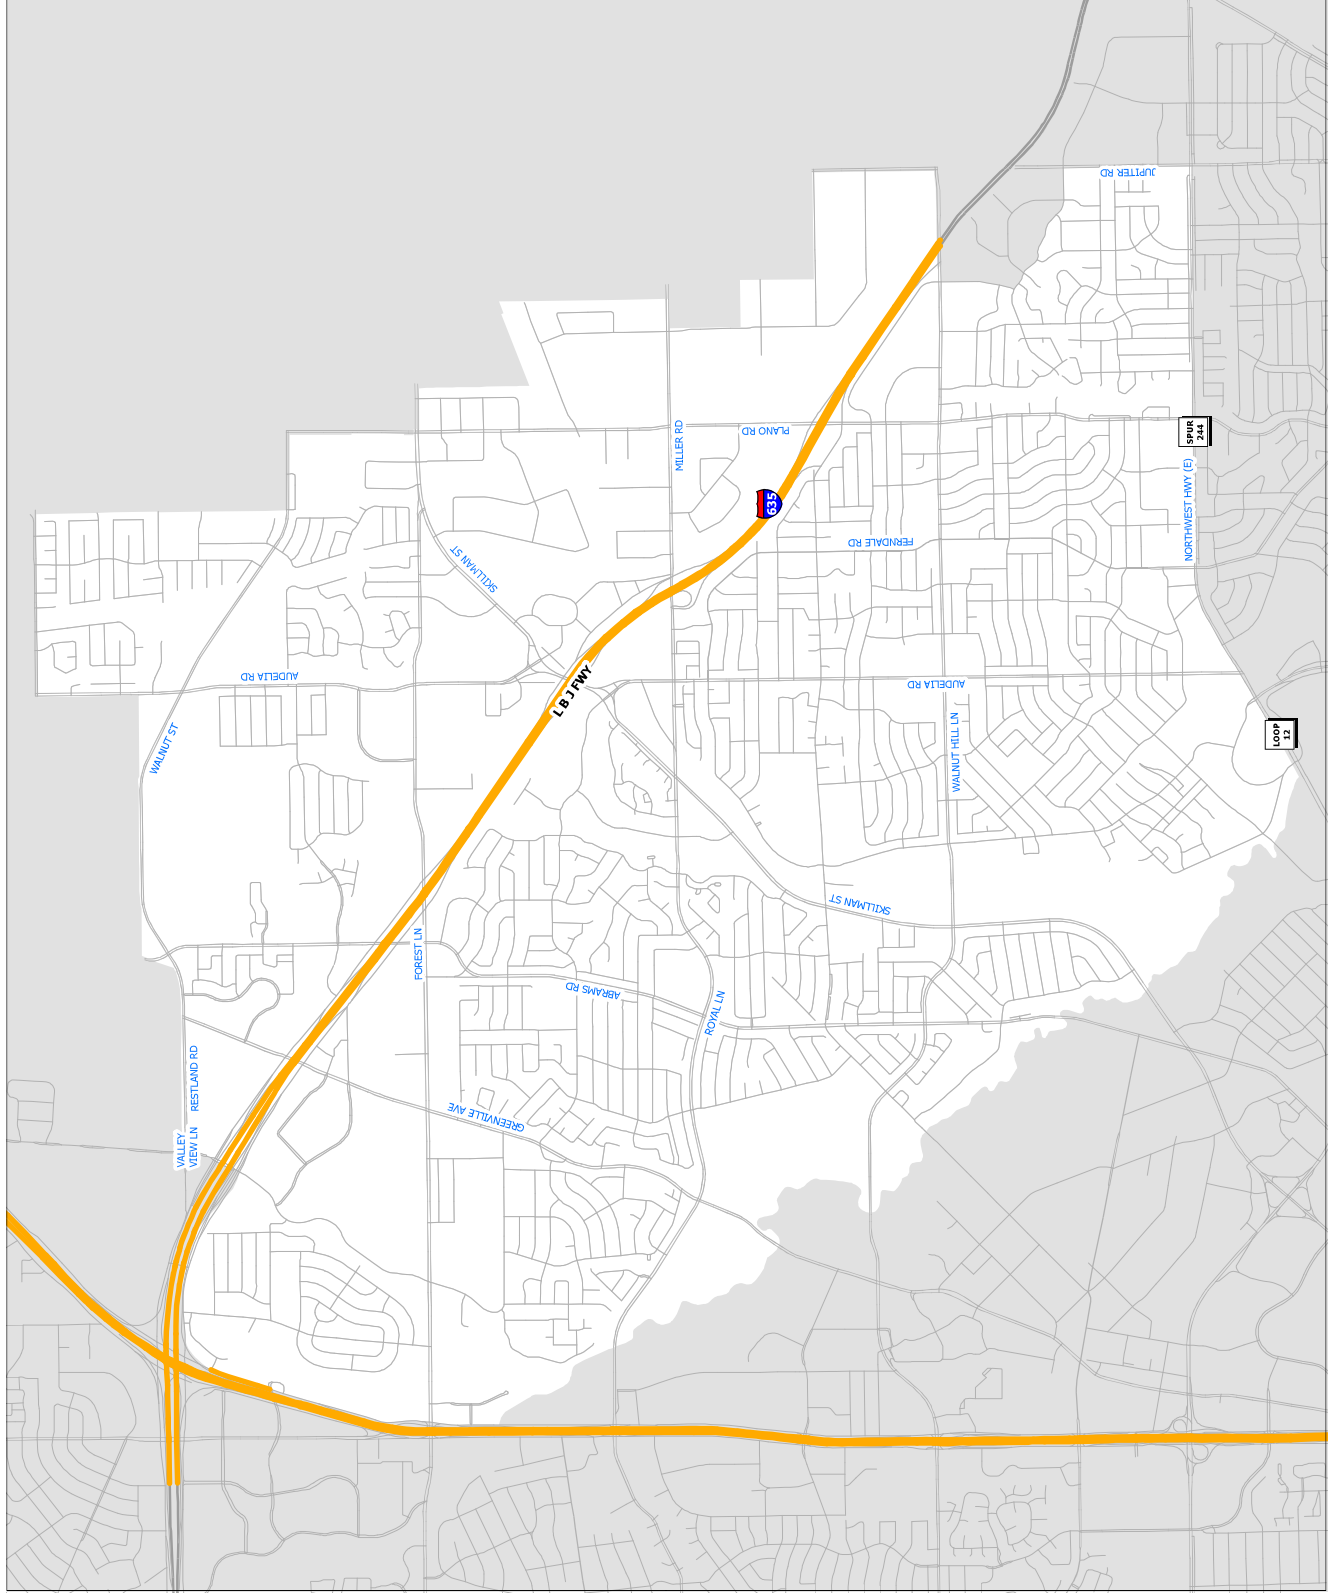 JUPITER RD
SPUR
244
PLANO RD
MILLER RD
NORTHWEST HWY (E)
635
FERNDALE RD
SKILLMAN ST
AUDELIA RD
AUDELIA RD
L B J FWY
WALNUT ST
WALNUT HILL LN
LOOP
12
SKILLMAN ST
FOREST LN
ABRAMS RD
ROYAL LN
RESTLAND RD
GREENVILLE AVE
VALLEY
VIEW LN